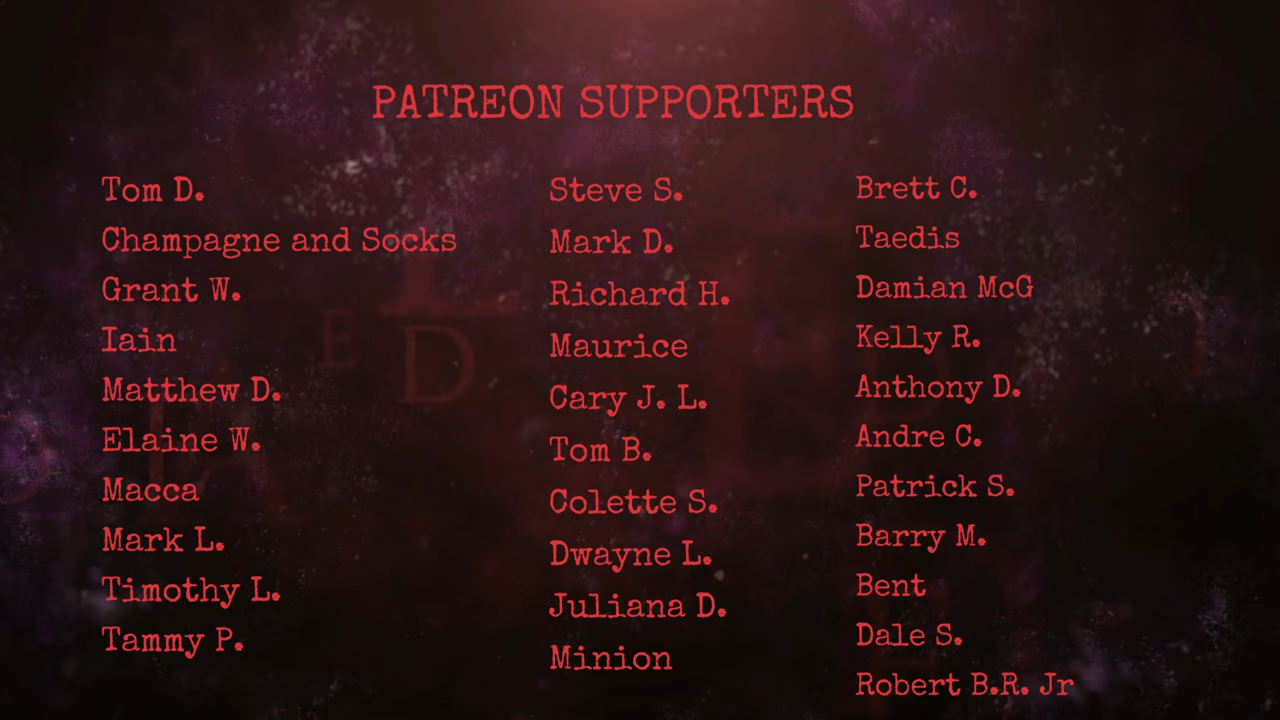 PATREON SUPPORTERS
Tom D.
Champagne and Socks
Grant W.
Iain
Matthew D.
Elaine W.
Macca
Mark L.
Timothy L.
Tammy P.
Steve S.
Mark D.
Richard H.
Maurice
Cary J. L.
Tom B.
Colette S.
Dwayne L.
Juliana D.
Minion
Brett C.
Taedis
Damian McG
Kelly R.
Anthony D.
Andre C.
Patrick S.
Barry M.
Bent
Dale S.
Robert B.R. Jr